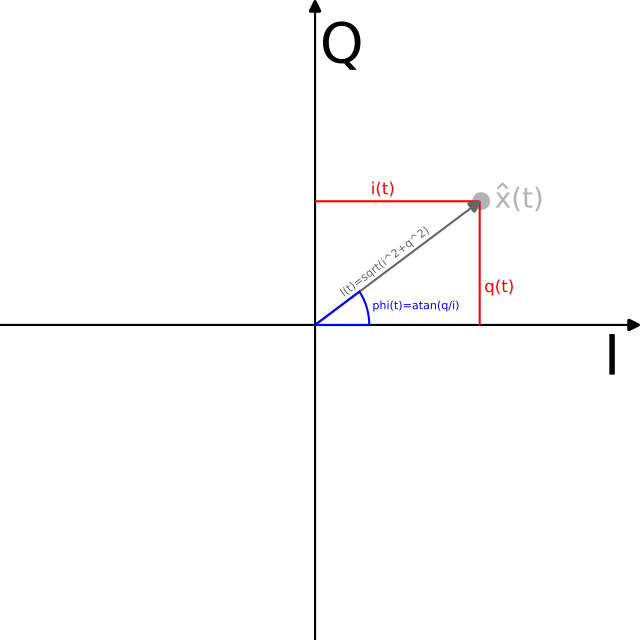 Q
i(t)
x̂(t)
l(t)=sqrt(i^2+q^2)
q(t)
phi(t)=atan(q/i)
I